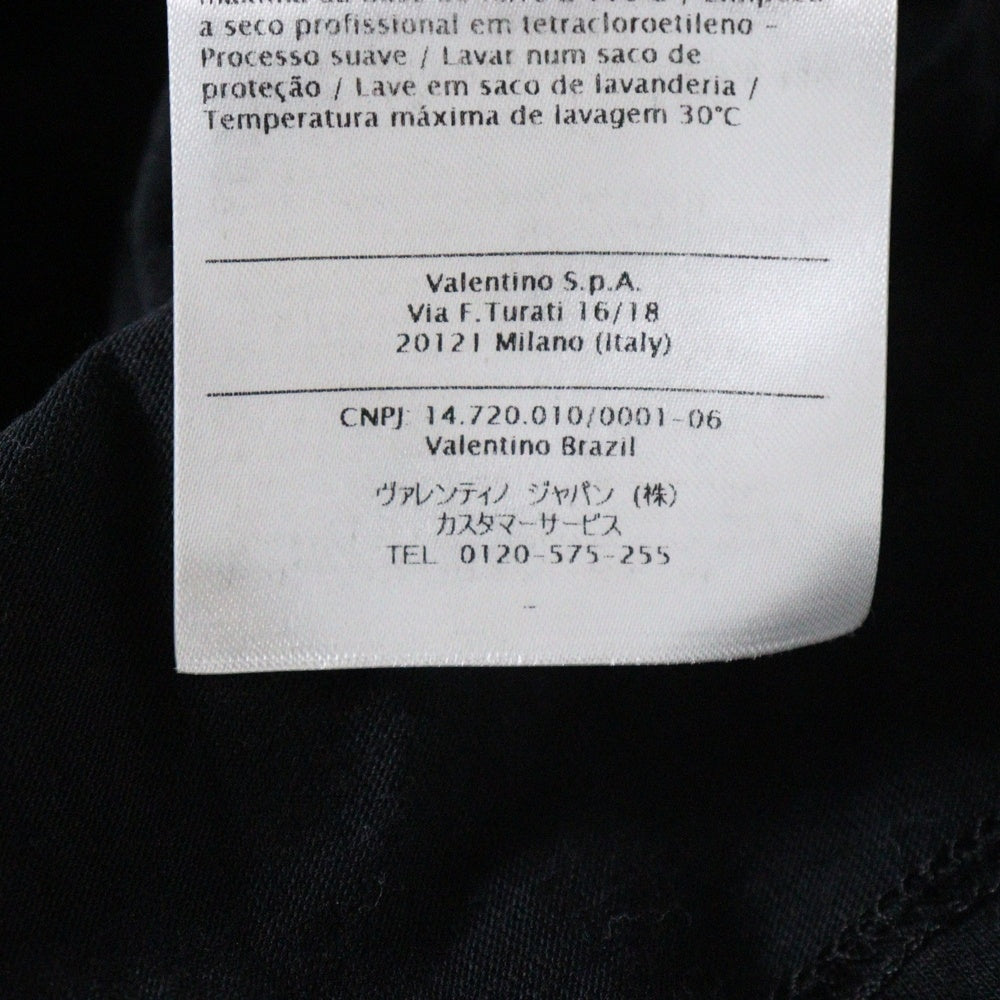 a seco profissional em tetracloroetileno -
Processo suave / Lavar num saco de
proteção / Lave em saco de lavanderia /
Temperatura máxima de lavagem 30°C
Valentino S.p.A.
Via F.Turati 16/18
20121 Milano (Italy)
CNPJ: 14.720.010/0001-06
Valentino Brazil
ヴァレンティノ ジャパン (株)
カスタマーサービス
TEL 0120-575-255